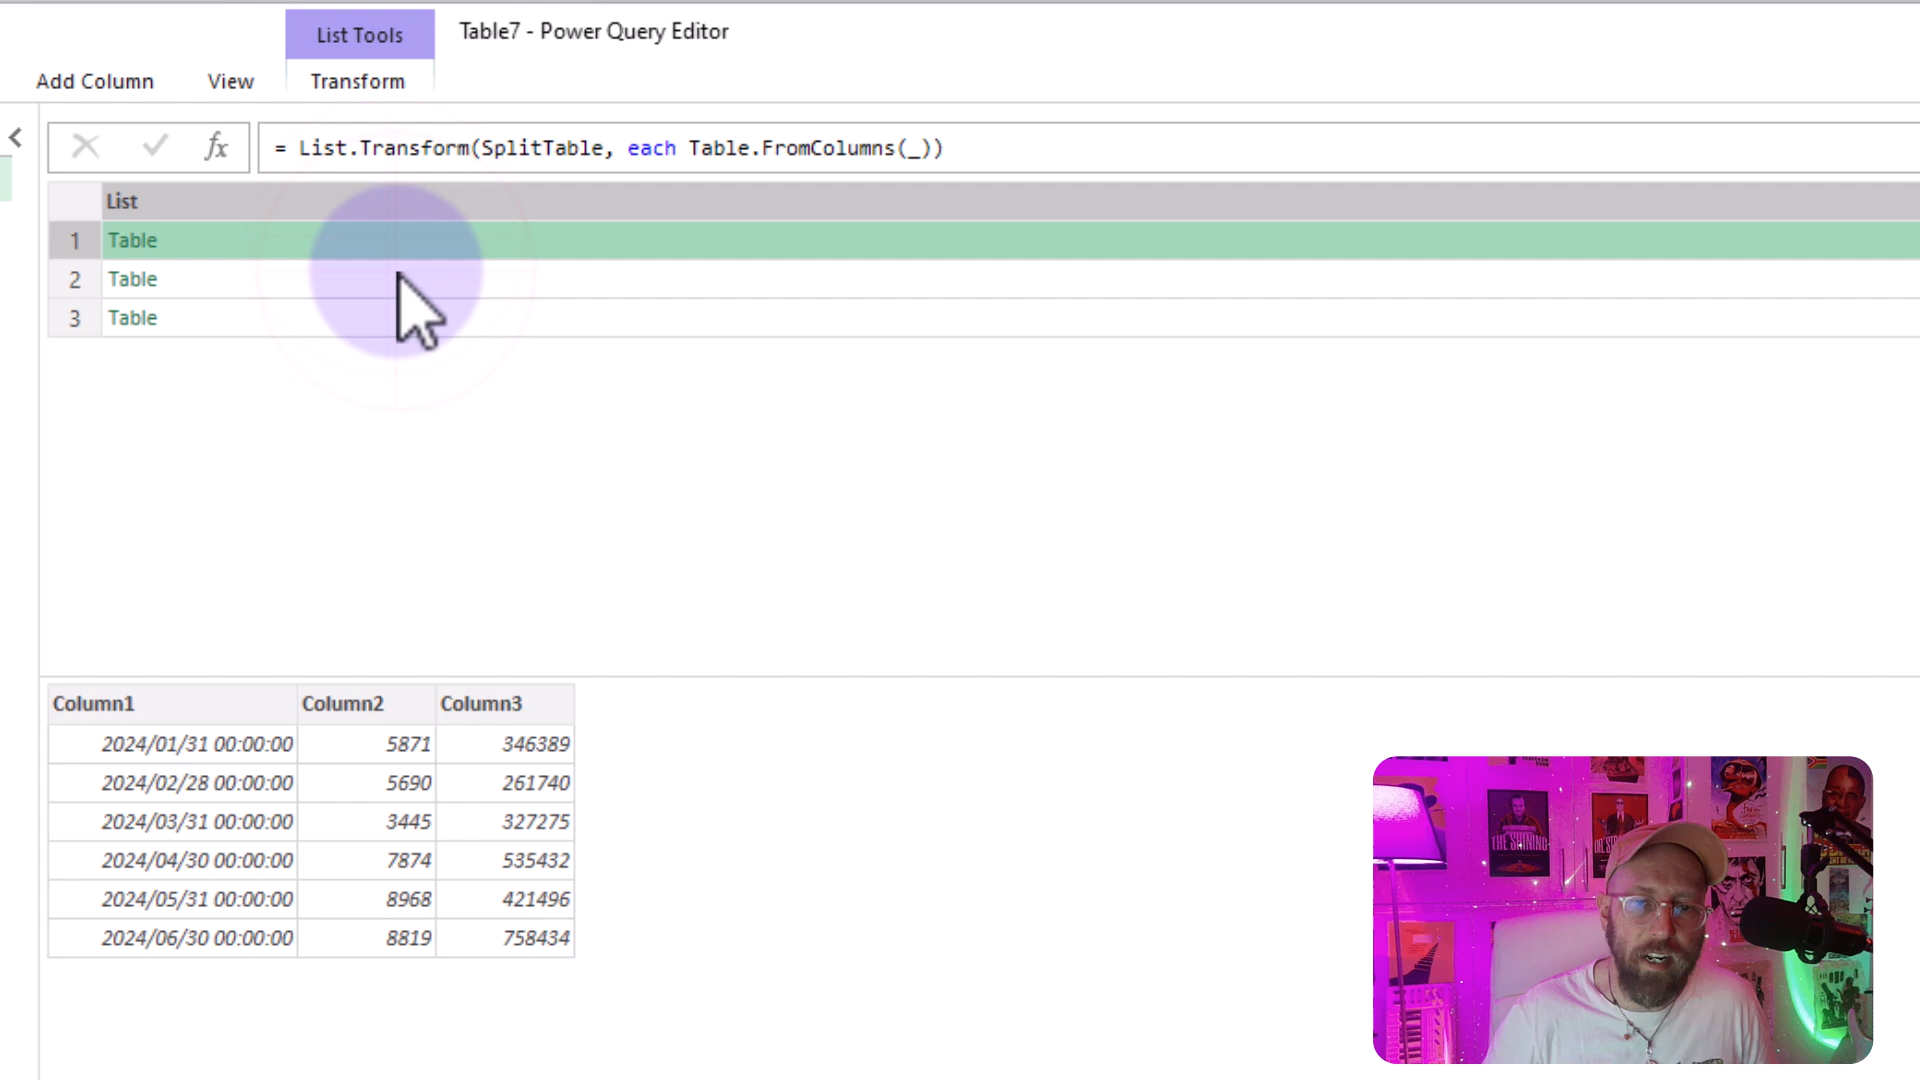 List Tools
Table7 - Power Query Editor
Add Column View Transform
fx
= List.Transform(SplitTable, each Table.FromColumns(_))
List
1 Table
2 Table
3 Table
Column1 Column2 Column3
2024/01/31 00:00:00 5871 346389
2024/02/28 00:00:00 5690 261740
2024/03/31 00:00:00 3445 327275
2024/04/30 00:00:00 7874 535432
2024/05/31 00:00:00 8968 421496
2024/06/30 00:00:00 8819 758434
THE SHINING